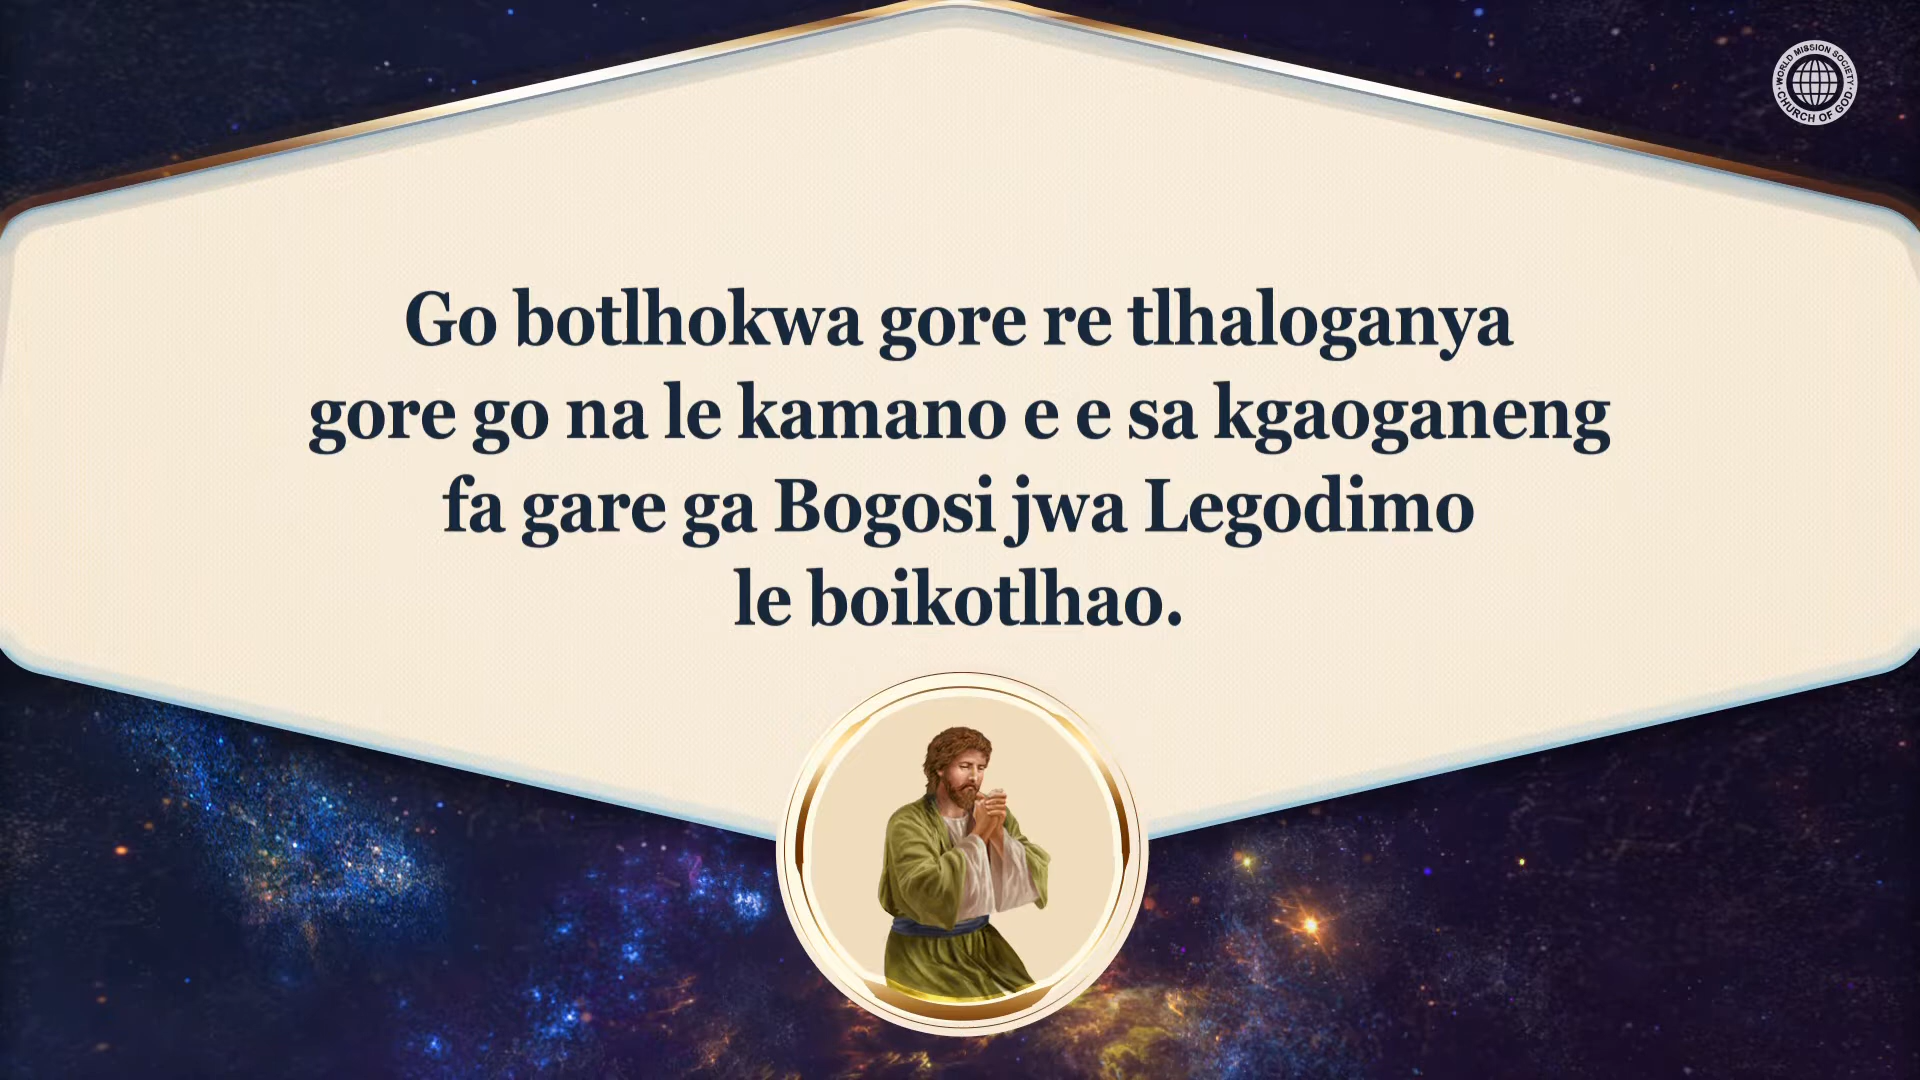 WORLD MISSION SOCIETY
CHURCH OF GOD
Go botlhokwa gore re tlhaloganya
gore go na le kamano e e sa kgaoganeng
fa gare ga Bogosi jwa Legodimo
le boikotlhao.